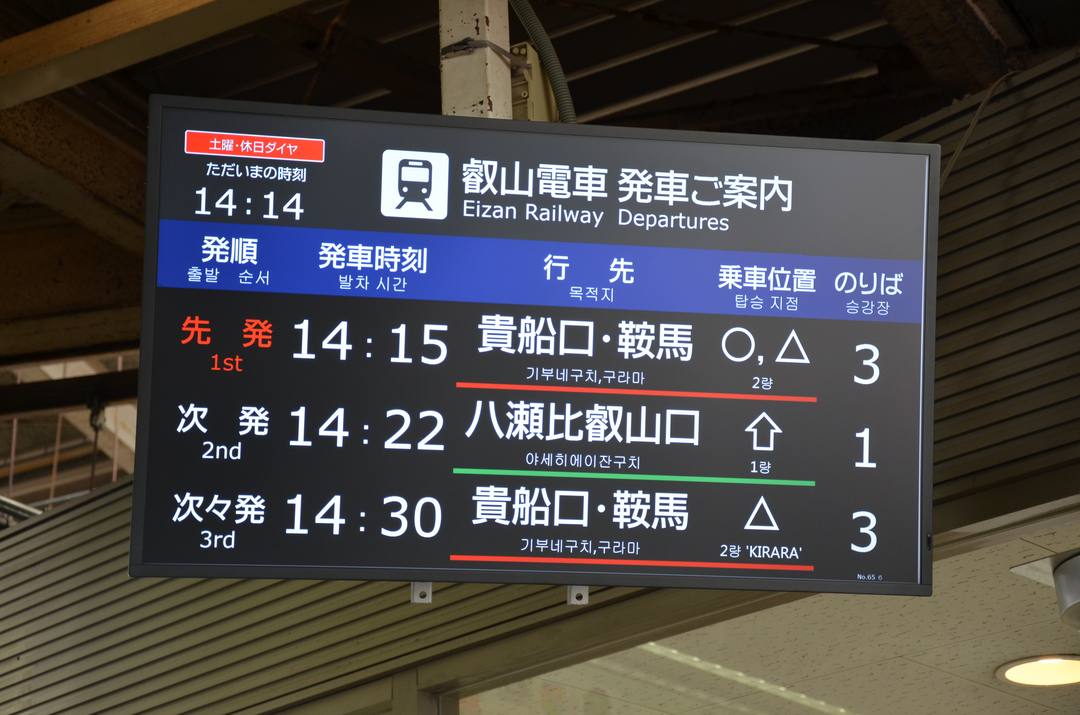 土曜・休日ダイヤ
ただいまの時刻
14:14
叡山電車 発車ご案内
Eizan Railway Departures
発順 発車時刻 行先 乗車位置 のりば
출발 순서 발차 시간 목적지 탑승 지점 승강장
先発 14:15 貴船口・鞍馬 ○, △ 3
1st 기부네구치,구라마 2량
次発 14:22 八瀬比叡山口 ⇧ 1
2nd 야세히에이잔구치 1량
次々発 14:30 貴船口・鞍馬 △ 3
3rd 기부네구치,구라마 2량 'KIRARA'
No.65 6